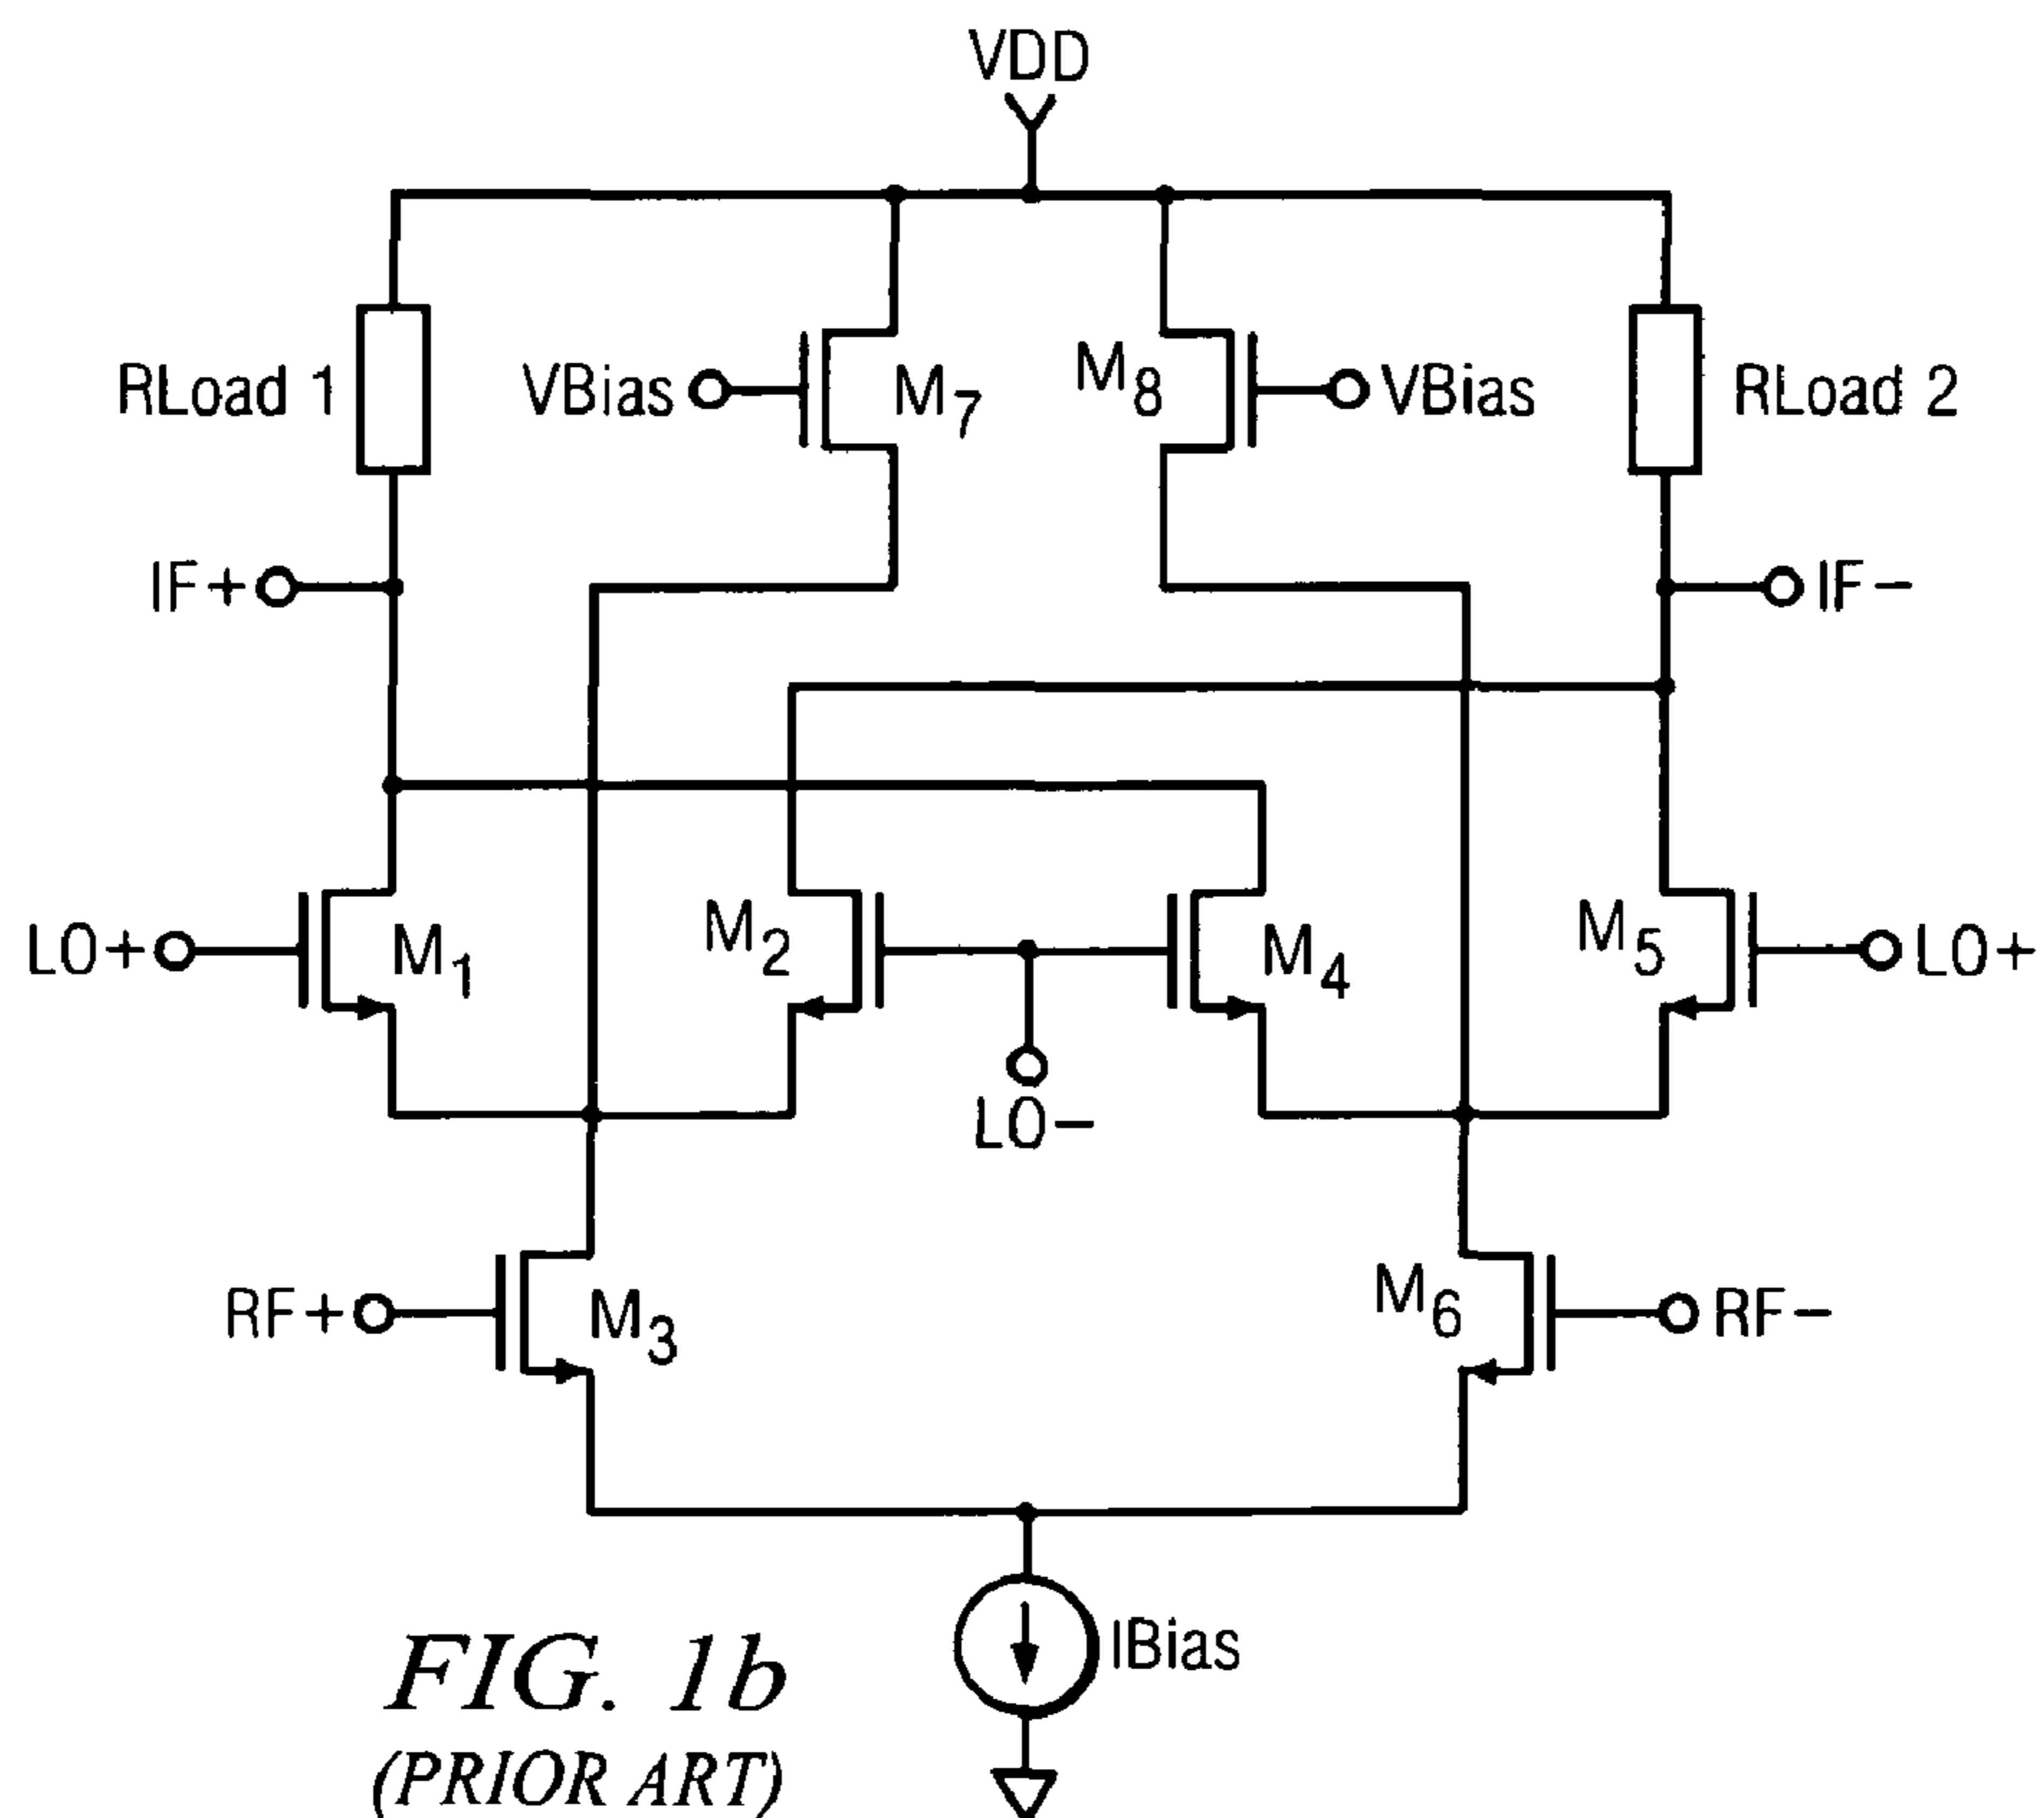 VDD
RLoad 1
VBias
M7
M8
VBias
RLoad 2
IF+
IF−
LO+
M1
M2
M4
M5
LO+
LO−
RF+
M3
M6
RF−
IBias
FIG. 1b
(PRIOR ART)